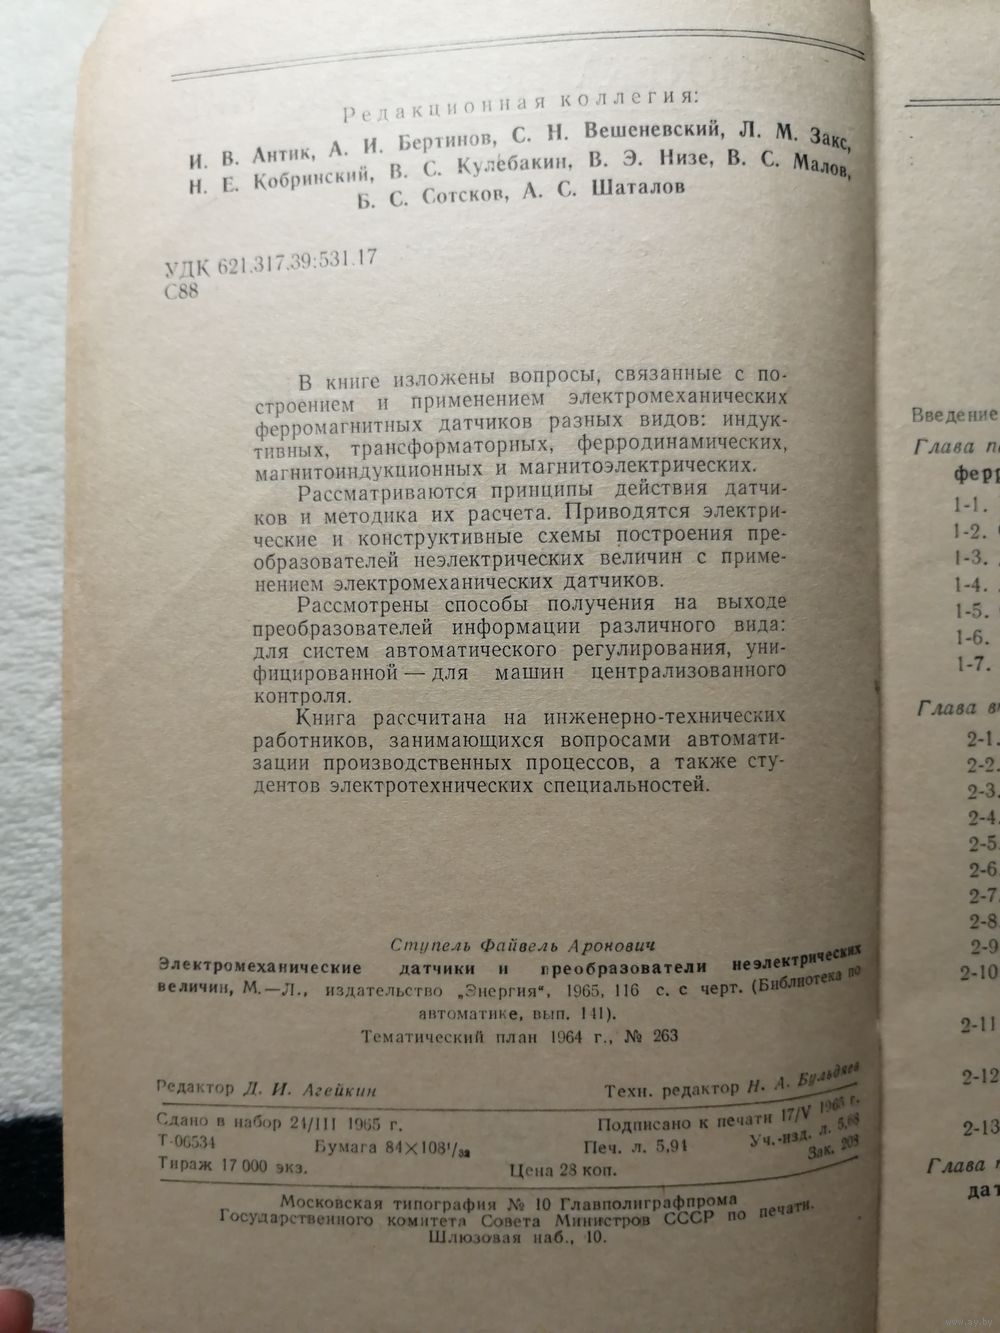 Редакционная коллегия:
И. В. Антик, А. И. Бертинов, С. Н. Вешеневский, Л. М. Закс,
Н. Е. Кобринский, В. С. Кулебакин, В. Э. Низе, В. С. Малов,
Б. С. Сотсков, А. С. Шаталов
УДК 621.317.39:531.17
С88
В книге изложены вопросы, связанные с по-
строением и применением электромеханических
ферромагнитных датчиков разных видов: индук-
тивных, трансформаторных, ферродинамических,
магнитоиндукционных и магнитоэлектрических.
Рассматриваются принципы действия датчи-
ков и методика их расчета. Приводятся электри-
ческие и конструктивные схемы построения пре-
образователей неэлектрических величин с приме-
нением электромеханических датчиков.
Рассмотрены способы получения на выходе
преобразователей информации различного вида:
для систем автоматического регулирования, уни-
фицированной — для машин централизованного
контроля.
Книга рассчитана на инженерно-технических
работников, занимающихся вопросами автомати-
зации производственных процессов, а также сту-
дентов электротехнических специальностей.
Ступель Файвель Аронович
Электромеханические датчики и преобразователи неэлектрических
величин, М.—Л., издательство „Энергия“, 1965, 116 с. с черт. (Библиотека по
автоматике, вып. 141).
Тематический план 1964 г., № 263
Редактор Д. И. Агейкин Техн. редактор Н. А. Бульдяев
Сдано в набор 24/III 1965 г. Подписано к печати 17/V 1965 г.
Т-06534 Бумага 84×108¹/₃₂ Печ. л. 5,94 Уч.-изд. л. 5,68
Тираж 17 000 экз. Цена 28 коп. Зак. 208
Московская типография № 10 Главполиграфпрома
Государственного комитета Совета Министров СССР по печати.
Шлюзовая наб., 10.
Введение
Глава
1-1.
1-2.
1-3.
1-4.
1-5.
1-6.
1-7.
Глава
2-1.
2-2.
2-3.
2-4.
2-5
2-6
2-7
2-8
2-9
2-10
2-11
2-12
2-13
Глава
www.ay.by